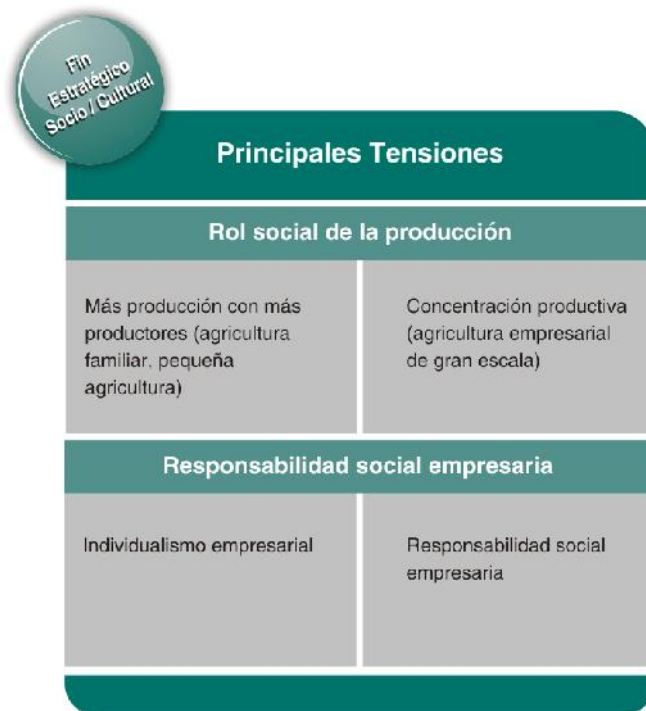 Fin
Estratégico
Socio / Cultural
Principales Tensiones
Rol social de la producción
Más producción con más
productores (agricultura
familiar, pequeña
agricultura)
Concentración productiva
(agricultura empresarial
de gran escala)
Responsabilidad social empresaria
Individualismo empresarial
Responsabilidad social
empresaria